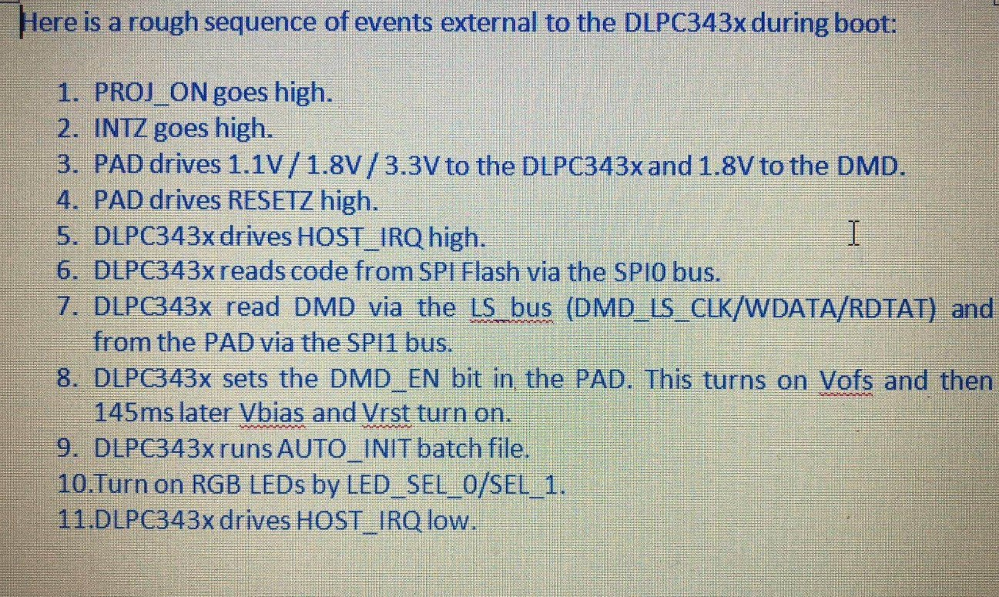 Here is a rough sequence of events external to the DLPC343x during boot:
1. PROJ_ON goes high.
2. INTZ goes high.
3. PAD drives 1.1V / 1.8V / 3.3V to the DLPC343x and 1.8V to the DMD.
4. PAD drives RESETZ high.
5. DLPC343x drives HOST_IRQ high.
6. DLPC343x reads code from SPI Flash via the SPI0 bus.
7. DLPC343x read DMD via the LS bus (DMD_LS_CLK/WDATA/RDTAT) and
from the PAD via the SPI1 bus.
8. DLPC343x sets the DMD_EN bit in the PAD. This turns on Vofs and then
145ms later Vbias and Vrst turn on.
9. DLPC343x runs AUTO_INIT batch file.
10.Turn on RGB LEDs by LED_SEL_0/SEL_1.
11.DLPC343x drives HOST_IRQ low.